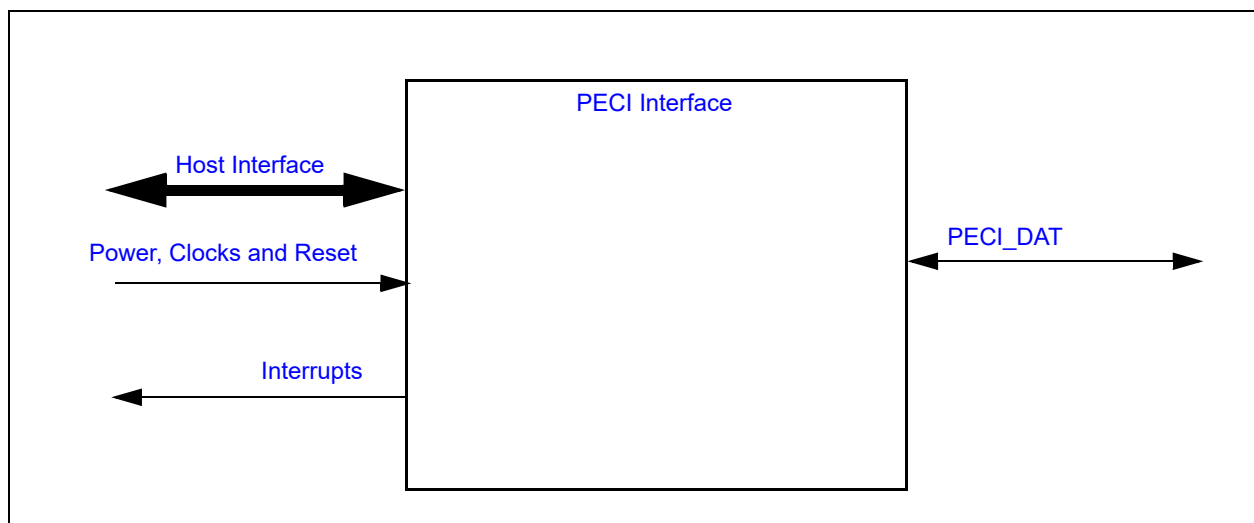 PECI Interface
Host Interface
Power, Clocks and Reset
PECI_DAT
Interrupts